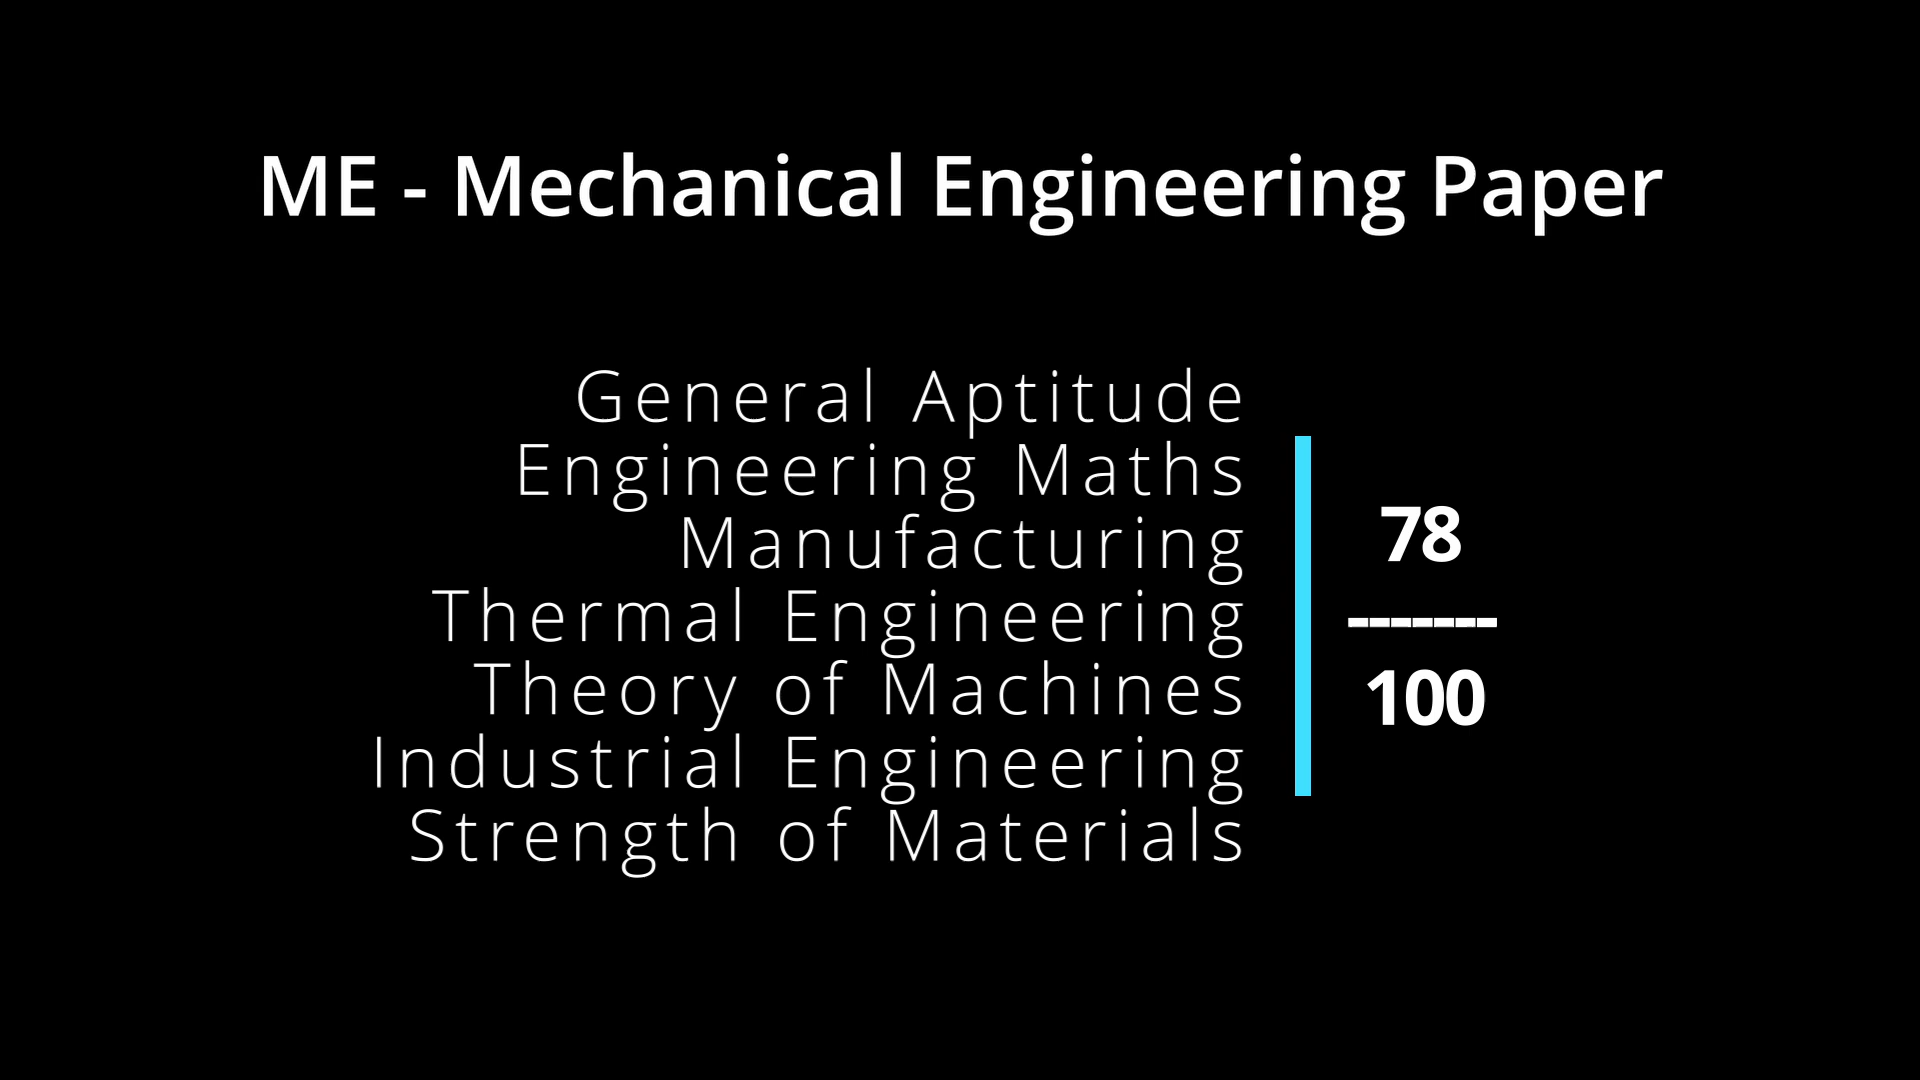 ME - Mechanical Engineering Paper
General Aptitude
Engineering Maths
Manufacturing
Thermal Engineering
Theory of Machines
Industrial Engineering
Strength of Materials
78
-------
100